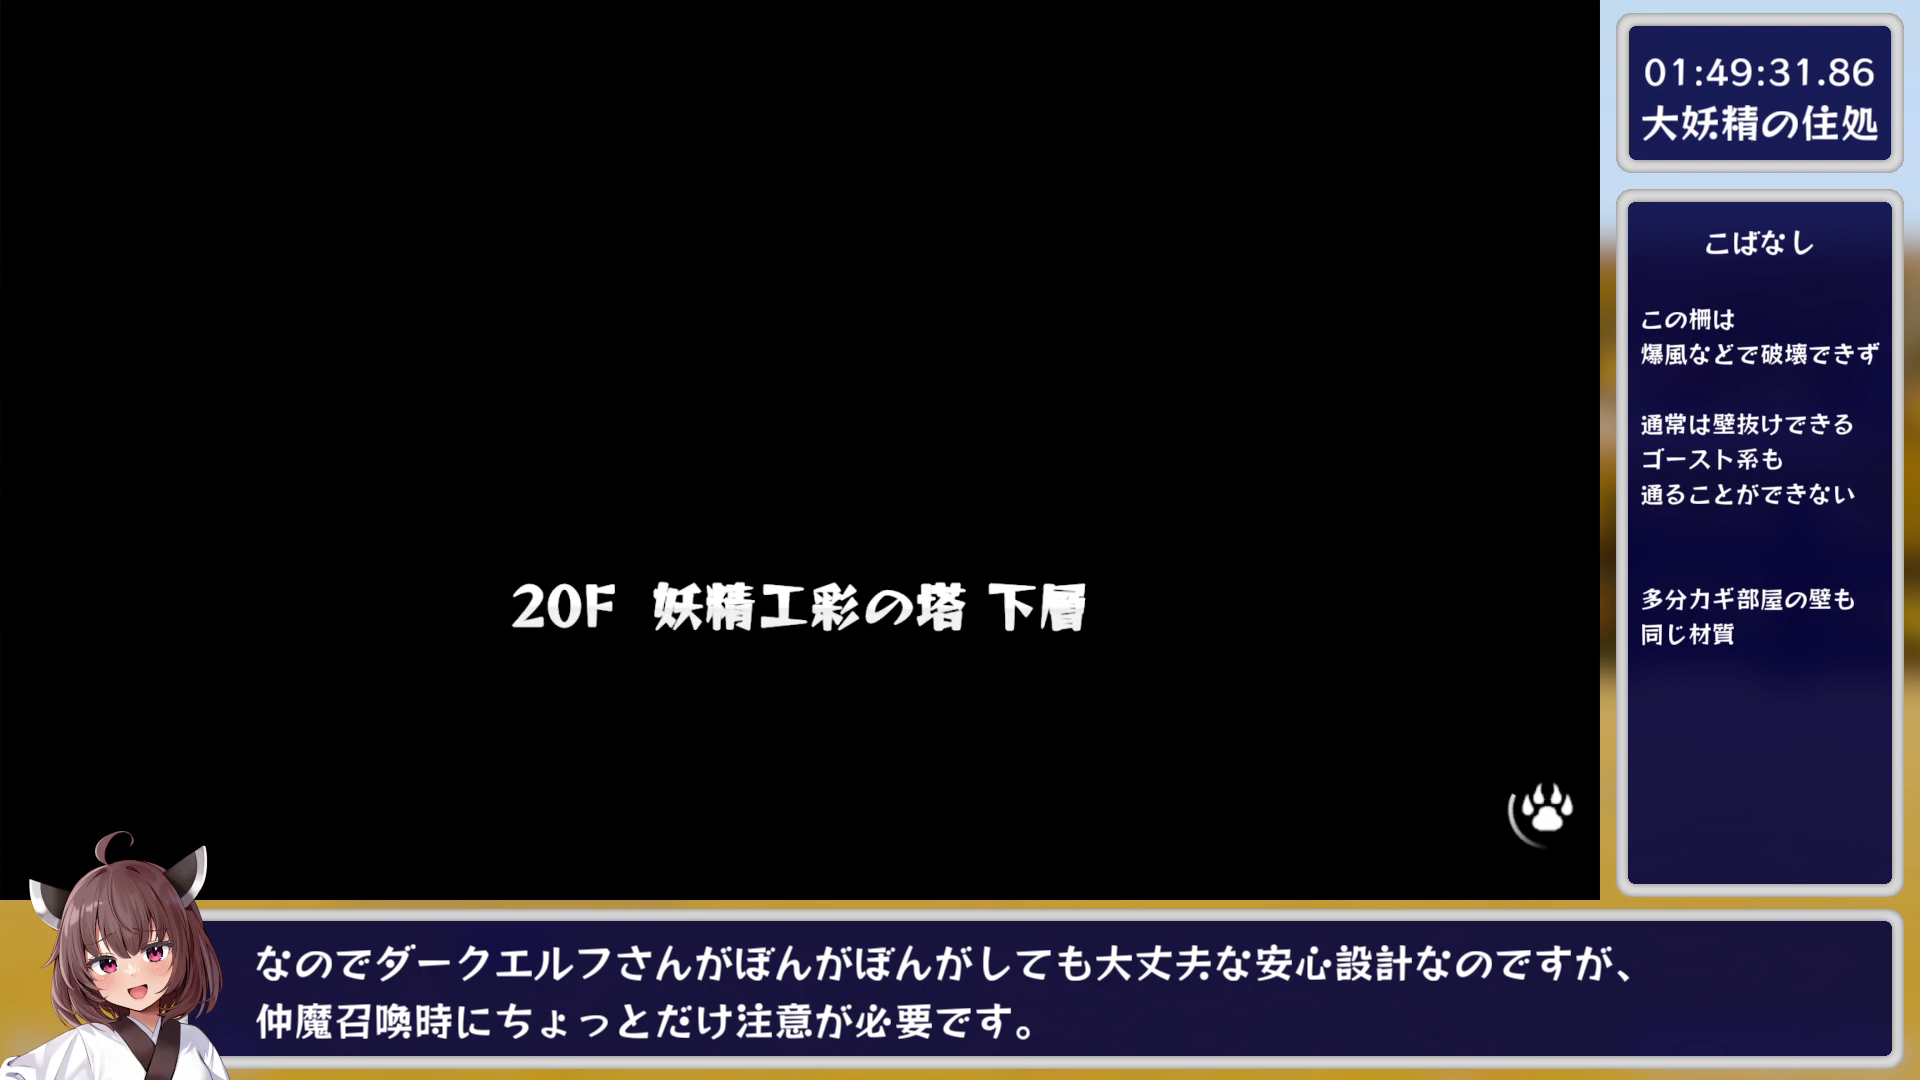 01:49:31.86
大妖精の住処
こばなし
この柵は
爆風などで破壊できず
通常は壁抜けできる
ゴースト系も
通ることができない
多分カギ部屋の壁も
同じ材質
20F 妖精工彩の塔 下層
なのでダークエルフさんがぼんがぼんがしても大丈夫な安心設計なのですが、
仲魔召喚時にちょっとだけ注意が必要です。